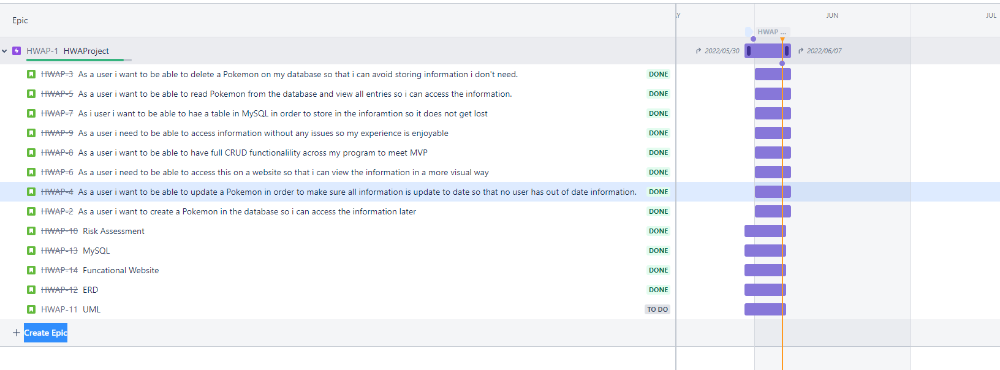 Epic
Y
JUN
JUL
HWAP ...
HWAP-1 HWAProject
2022/05/30
2022/06/07
HWAP-3 As a user i want to be able to delete a Pokemon on my database so that i can avoid storing information i don't need. DONE
HWAP-5 As a user i want to be able to read Pokemon from the database and view all entries so i can access the information. DONE
HWAP-7 As i user i want to be able to hae a table in MySQL in order to store in the inforamtion so it does not get lost DONE
HWAP-9 As a user i need to be able to access information without any issues so my experience is enjoyable DONE
HWAP-8 As a user i want to be able to have full CRUD functionalility across my program to meet MVP DONE
HWAP-6 As a user i need to be able to access this on a website so that i can view the information in a more visual way DONE
HWAP-4 As a user i want to be able to update a Pokemon in order to make sure all information is update to date so that no user has out of date information. DONE
HWAP-2 As a user i want to create a Pokemon in the database so i can access the information later DONE
HWAP-10 Risk Assessment DONE
HWAP-13 MySQL DONE
HWAP-14 Funcational Website DONE
HWAP-12 ERD DONE
HWAP-11 UML TO DO
+ Create Epic